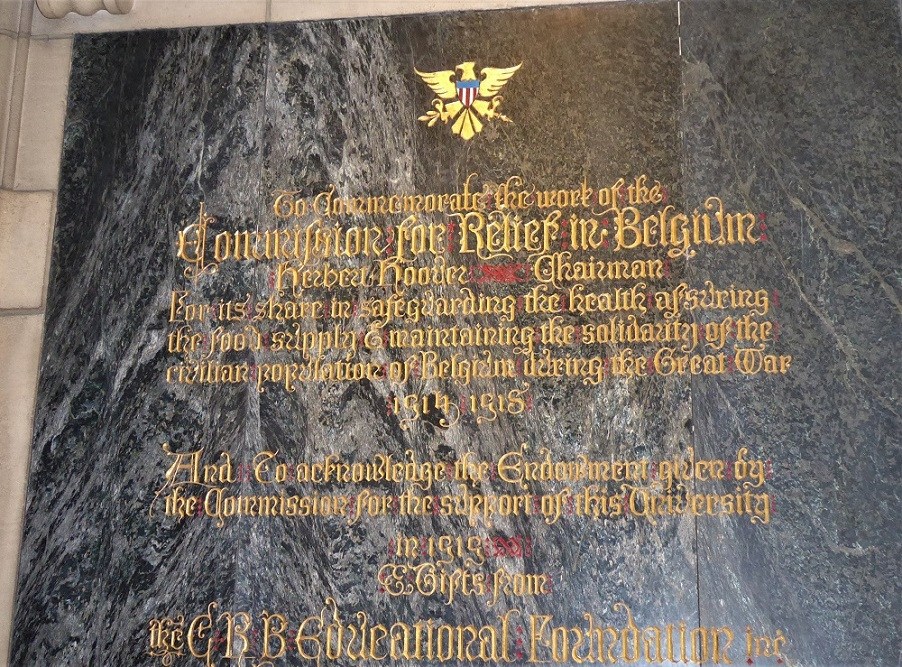 To Commemorate the work of the
Commission for Relief in Belgium
Herbert Hoover Chairman
For its share in safeguarding the health assuring
the food supply & maintaining the solidarity of the
civilian population of Belgium during the Great War
1914 1918
And To acknowledge the Endowment given by
the Commission for the support of this University
in 1919
& Gifts from
the C R B Educational Foundation inc